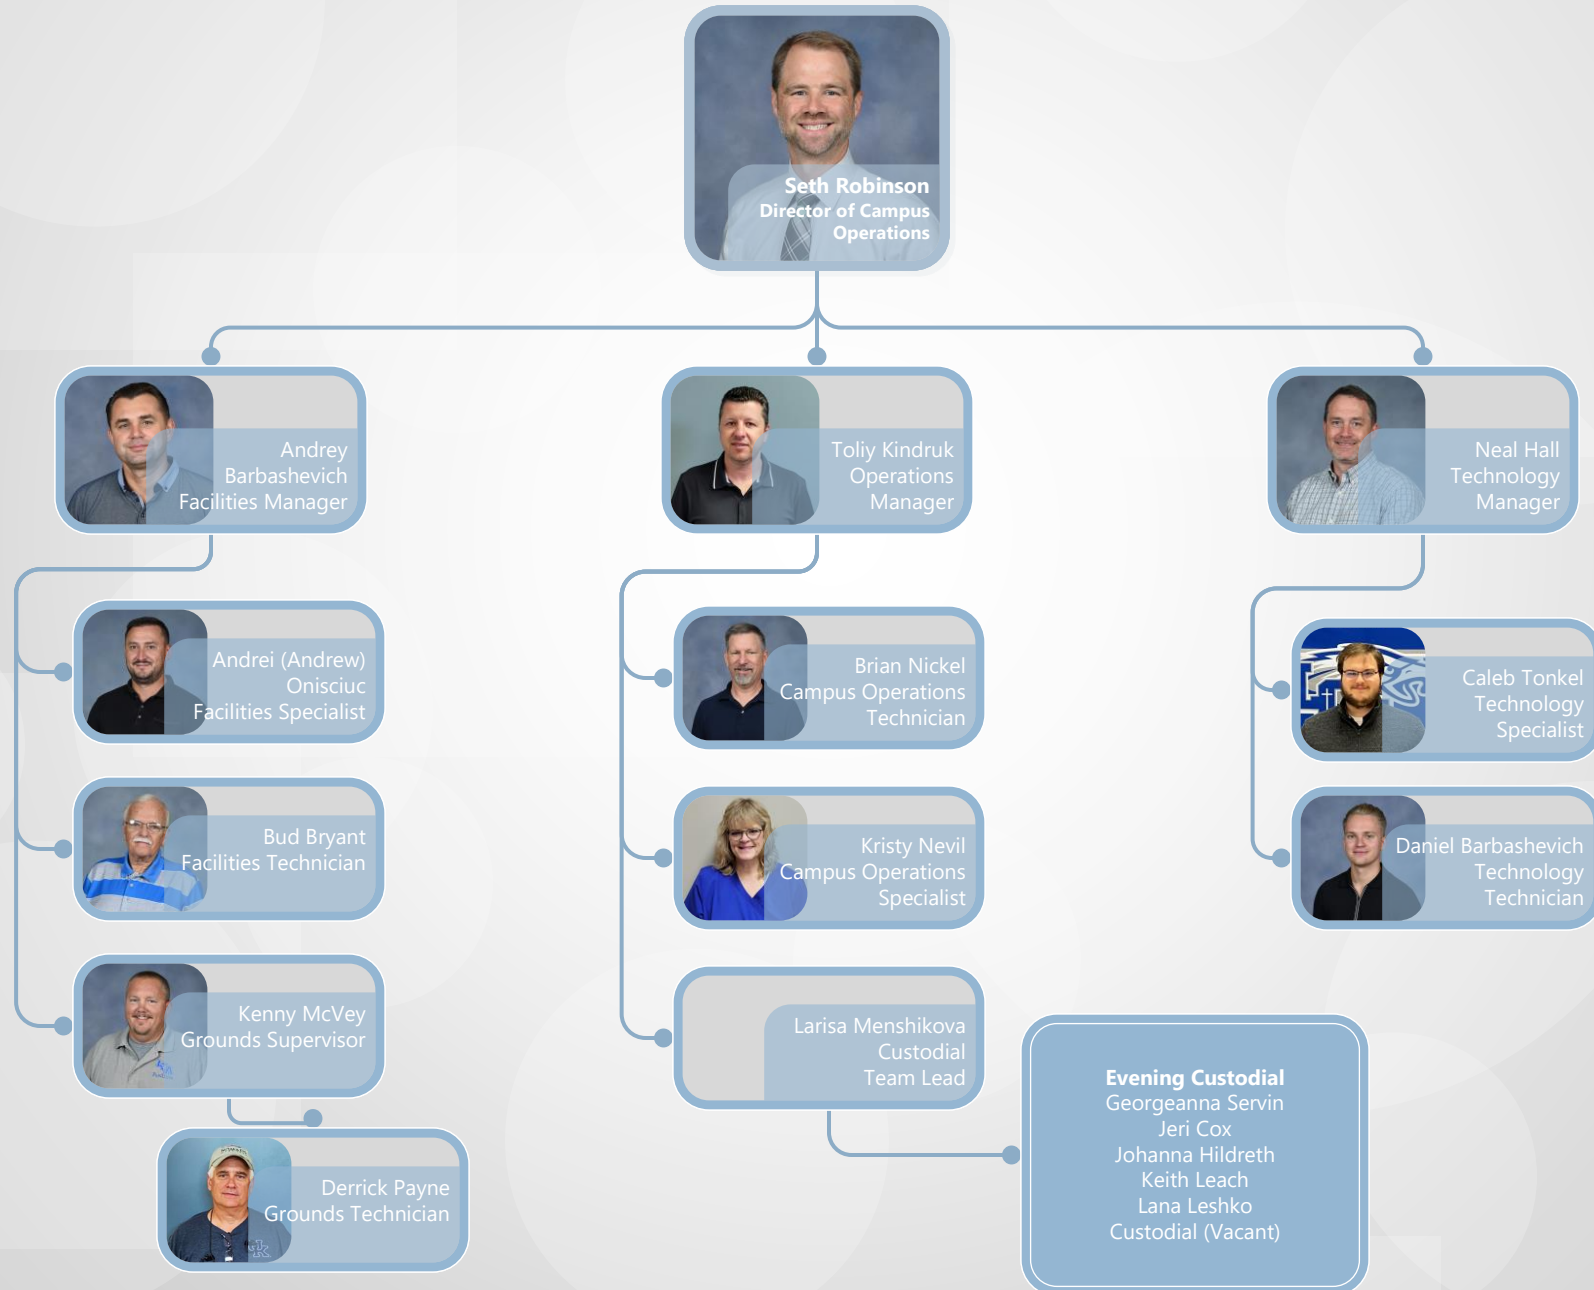 Seth Robinson
Director of Campus
Operations
Andrey
Barbashevich
Facilities Manager
Toliy Kindruk
Operations
Manager
Neal Hall
Technology
Manager
Andrei (Andrew)
Onisciuc
Facilities Specialist
Bud Bryant
Facilities Technician
Kenny McVey
Grounds Supervisor
Derrick Payne
Grounds Technician
Brian Nickel
Campus Operations
Technician
Kristy Nevil
Campus Operations
Specialist
Larisa Menshikova
Custodial
Team Lead
Evening Custodial
Georgeanna Servin
Jeri Cox
Johanna Hildreth
Keith Leach
Lana Leshko
Custodial (Vacant)
Caleb Tonkel
Technology
Specialist
Daniel Barbashevich
Technology
Technician